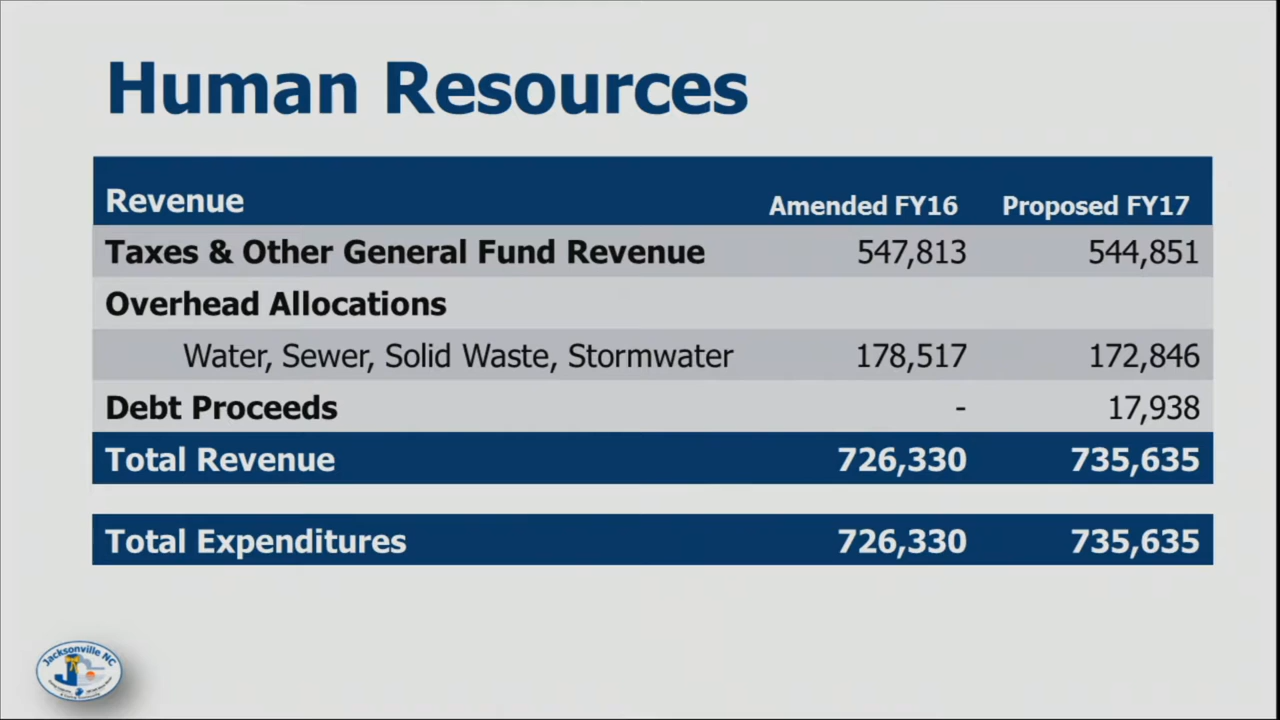 Human Resources
Revenue Amended FY16 Proposed FY17
Taxes & Other General Fund Revenue 547,813 544,851
Overhead Allocations
Water, Sewer, Solid Waste, Stormwater 178,517 172,846
Debt Proceeds - 17,938
Total Revenue 726,330 735,635
Total Expenditures 726,330 735,635
Jacksonville NC